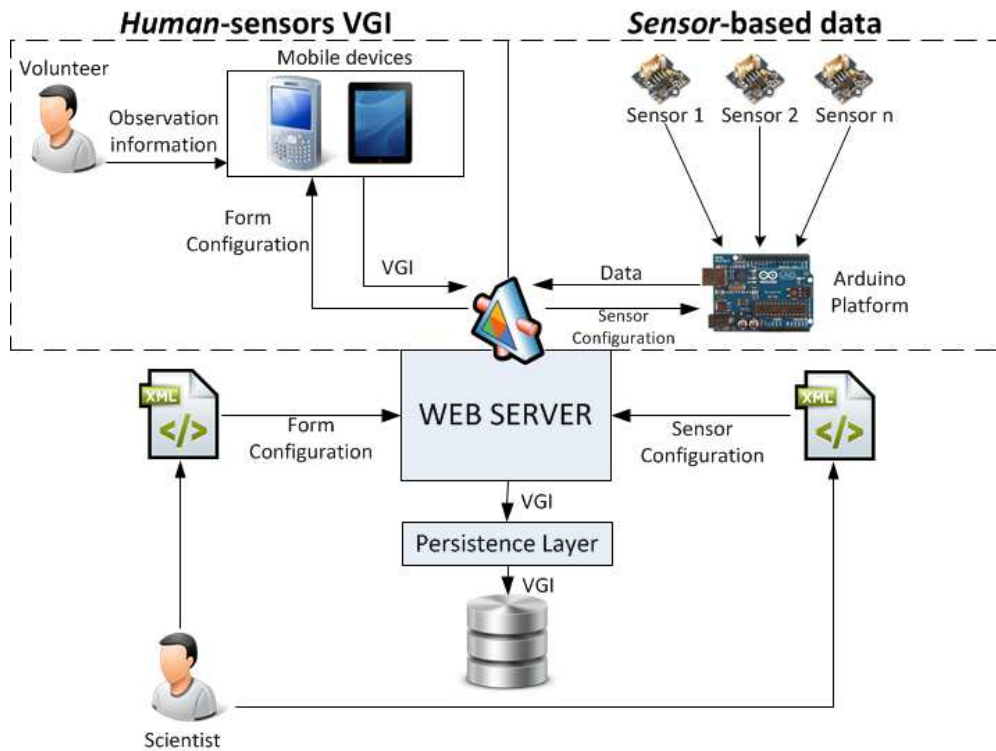 Human-sensors VGI
Sensor-based data
Volunteer
Mobile devices
Observation
information
Sensor 1
Sensor 2
Sensor n
Form
Configuration
VGI
Data
Sensor
Configuration
Arduino
Platform
XML
</>
Form
Configuration
WEB SERVER
Sensor
Configuration
XML
</>
VGI
Persistence Layer
VGI
Scientist